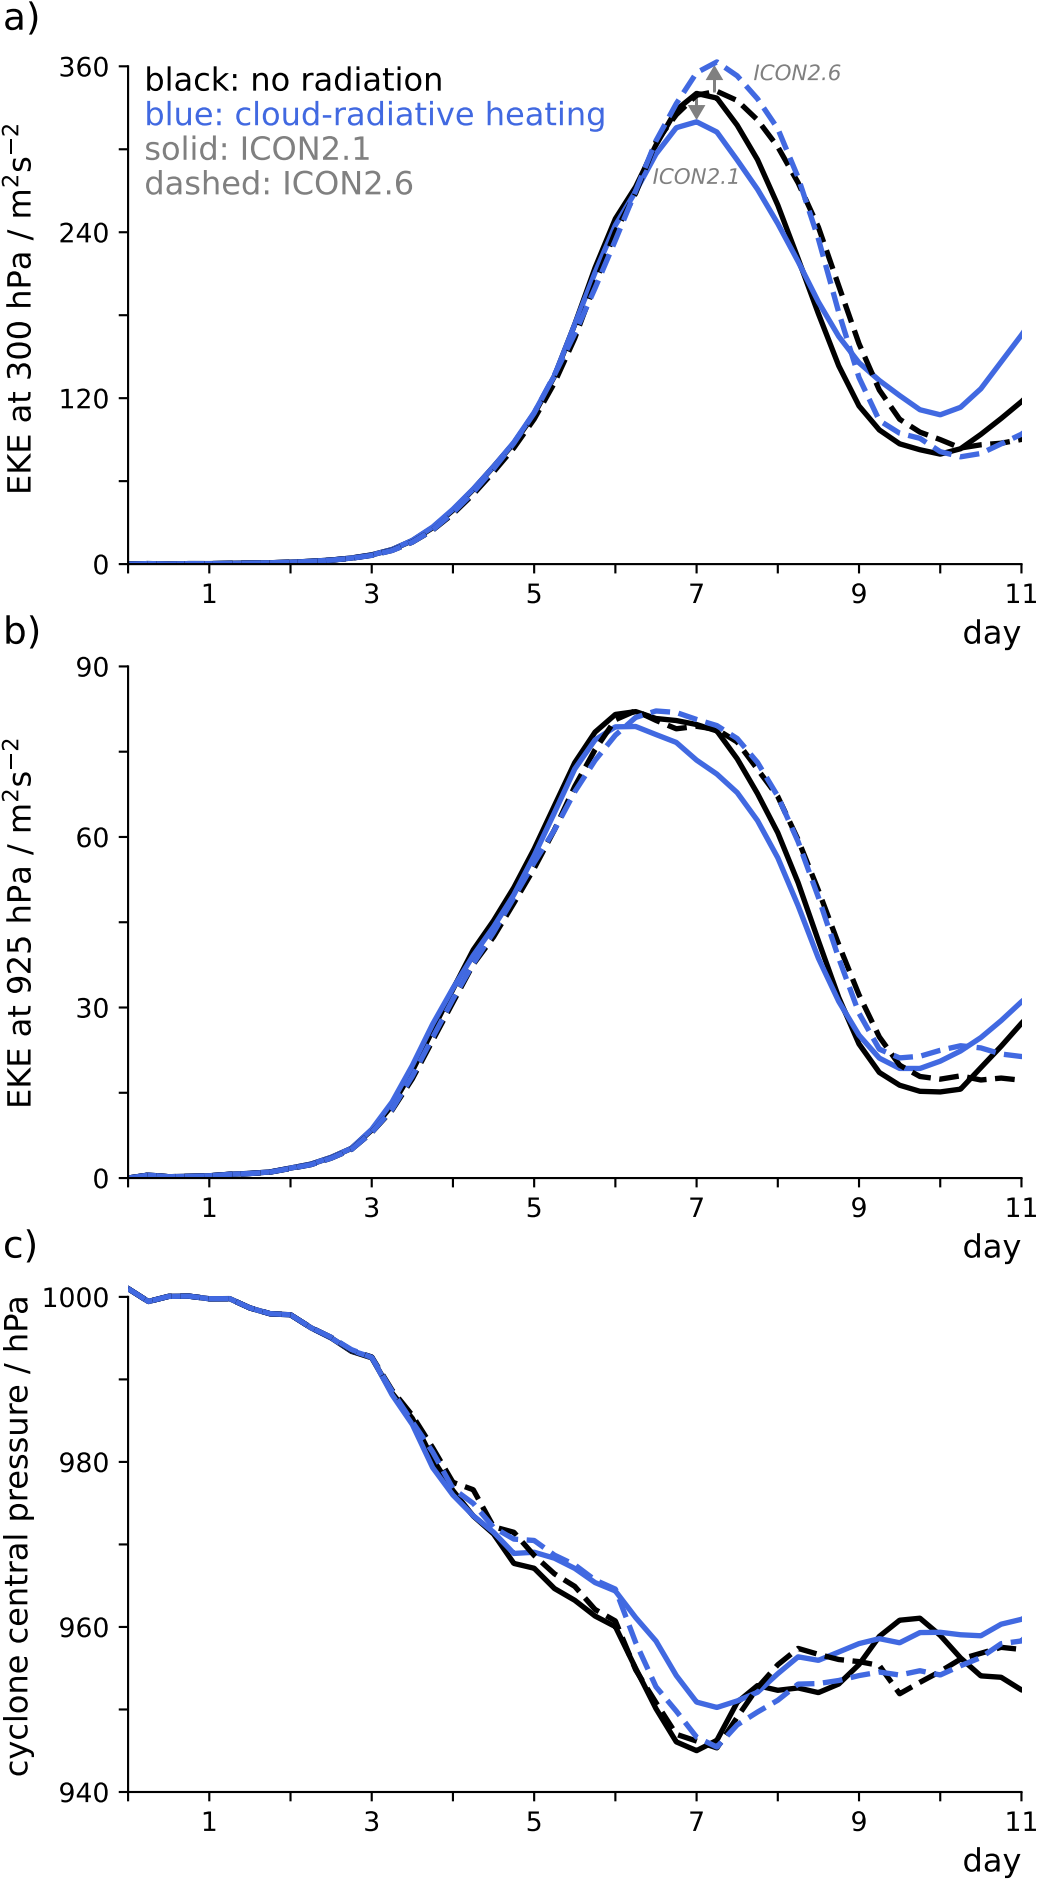 a)
360
240
120
0
EKE at 300 hPa / m²s⁻²
black: no radiation
blue: cloud-radiative heating
solid: ICON2.1
dashed: ICON2.6
ICON2.6
ICON2.1
1 3 5 7 9 11
day
b)
90
60
30
0
EKE at 925 hPa / m²s⁻²
1 3 5 7 9 11
day
c)
1000
980
960
940
cyclone central pressure / hPa
1 3 5 7 9 11
day